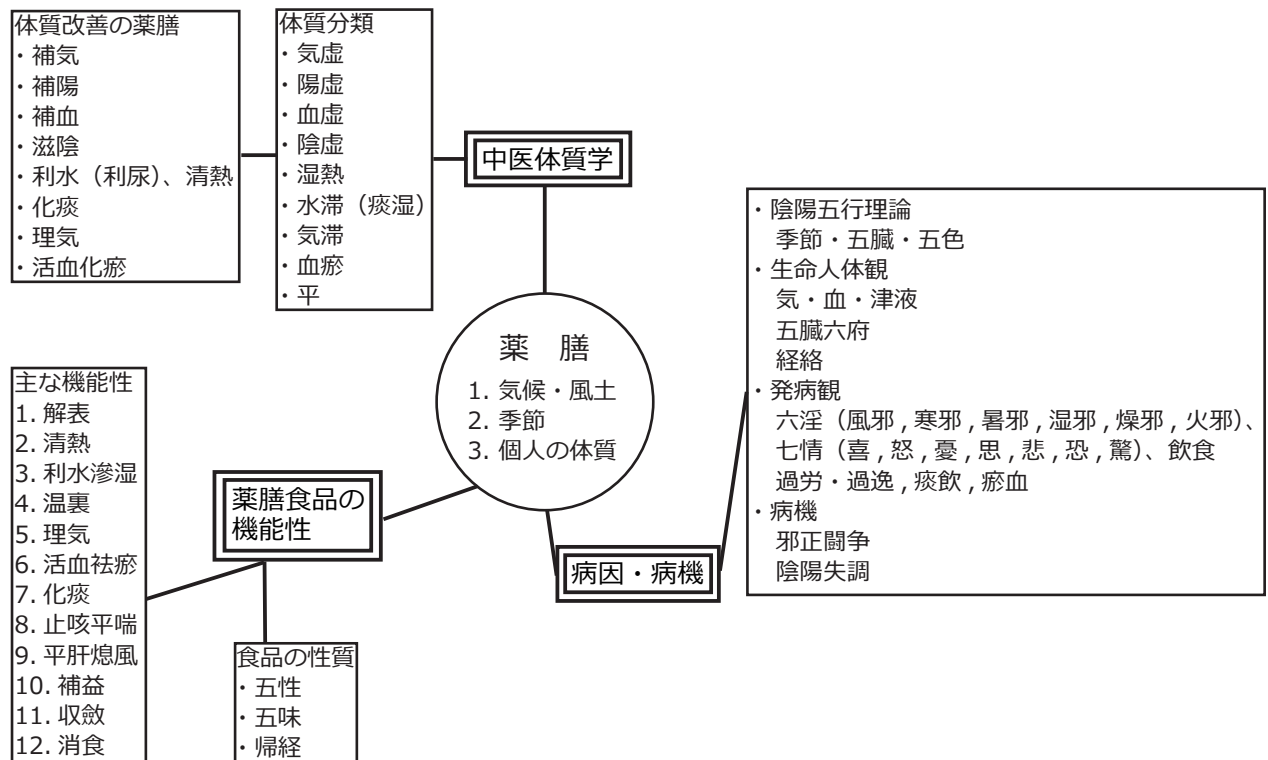 体質改善の薬膳
・補気
・補陽
・補血
・滋陰
・利水（利尿）、清熱
・化痰
・理気
・活血化瘀
体質分類
・気虚
・陽虚
・血虚
・陰虚
・湿熱
・水滞（痰湿）
・気滞
・血瘀
・平
中医体質学
薬　膳
1. 気候・風土
2. 季節
3. 個人の体質
・陰陽五行理論
季節・五臓・五色
・生命人体観
気・血・津液
五臓六府
経絡
・発病観
六淫（風邪 , 寒邪 , 暑邪 , 湿邪 , 燥邪 , 火邪）、
七情（喜 , 怒 , 憂 , 思 , 悲 , 恐 , 驚）、飲食
過労・過逸 , 痰飲 , 瘀血
・病機
邪正闘争
陰陽失調
病因・病機
薬膳食品の
機能性
主な機能性
1. 解表
2. 清熱
3. 利水滲湿
4. 温裏
5. 理気
6. 活血祛瘀
7. 化痰
8. 止咳平喘
9. 平肝熄風
10. 補益
11. 収斂
12. 消食
食品の性質
・五性
・五味
・帰経